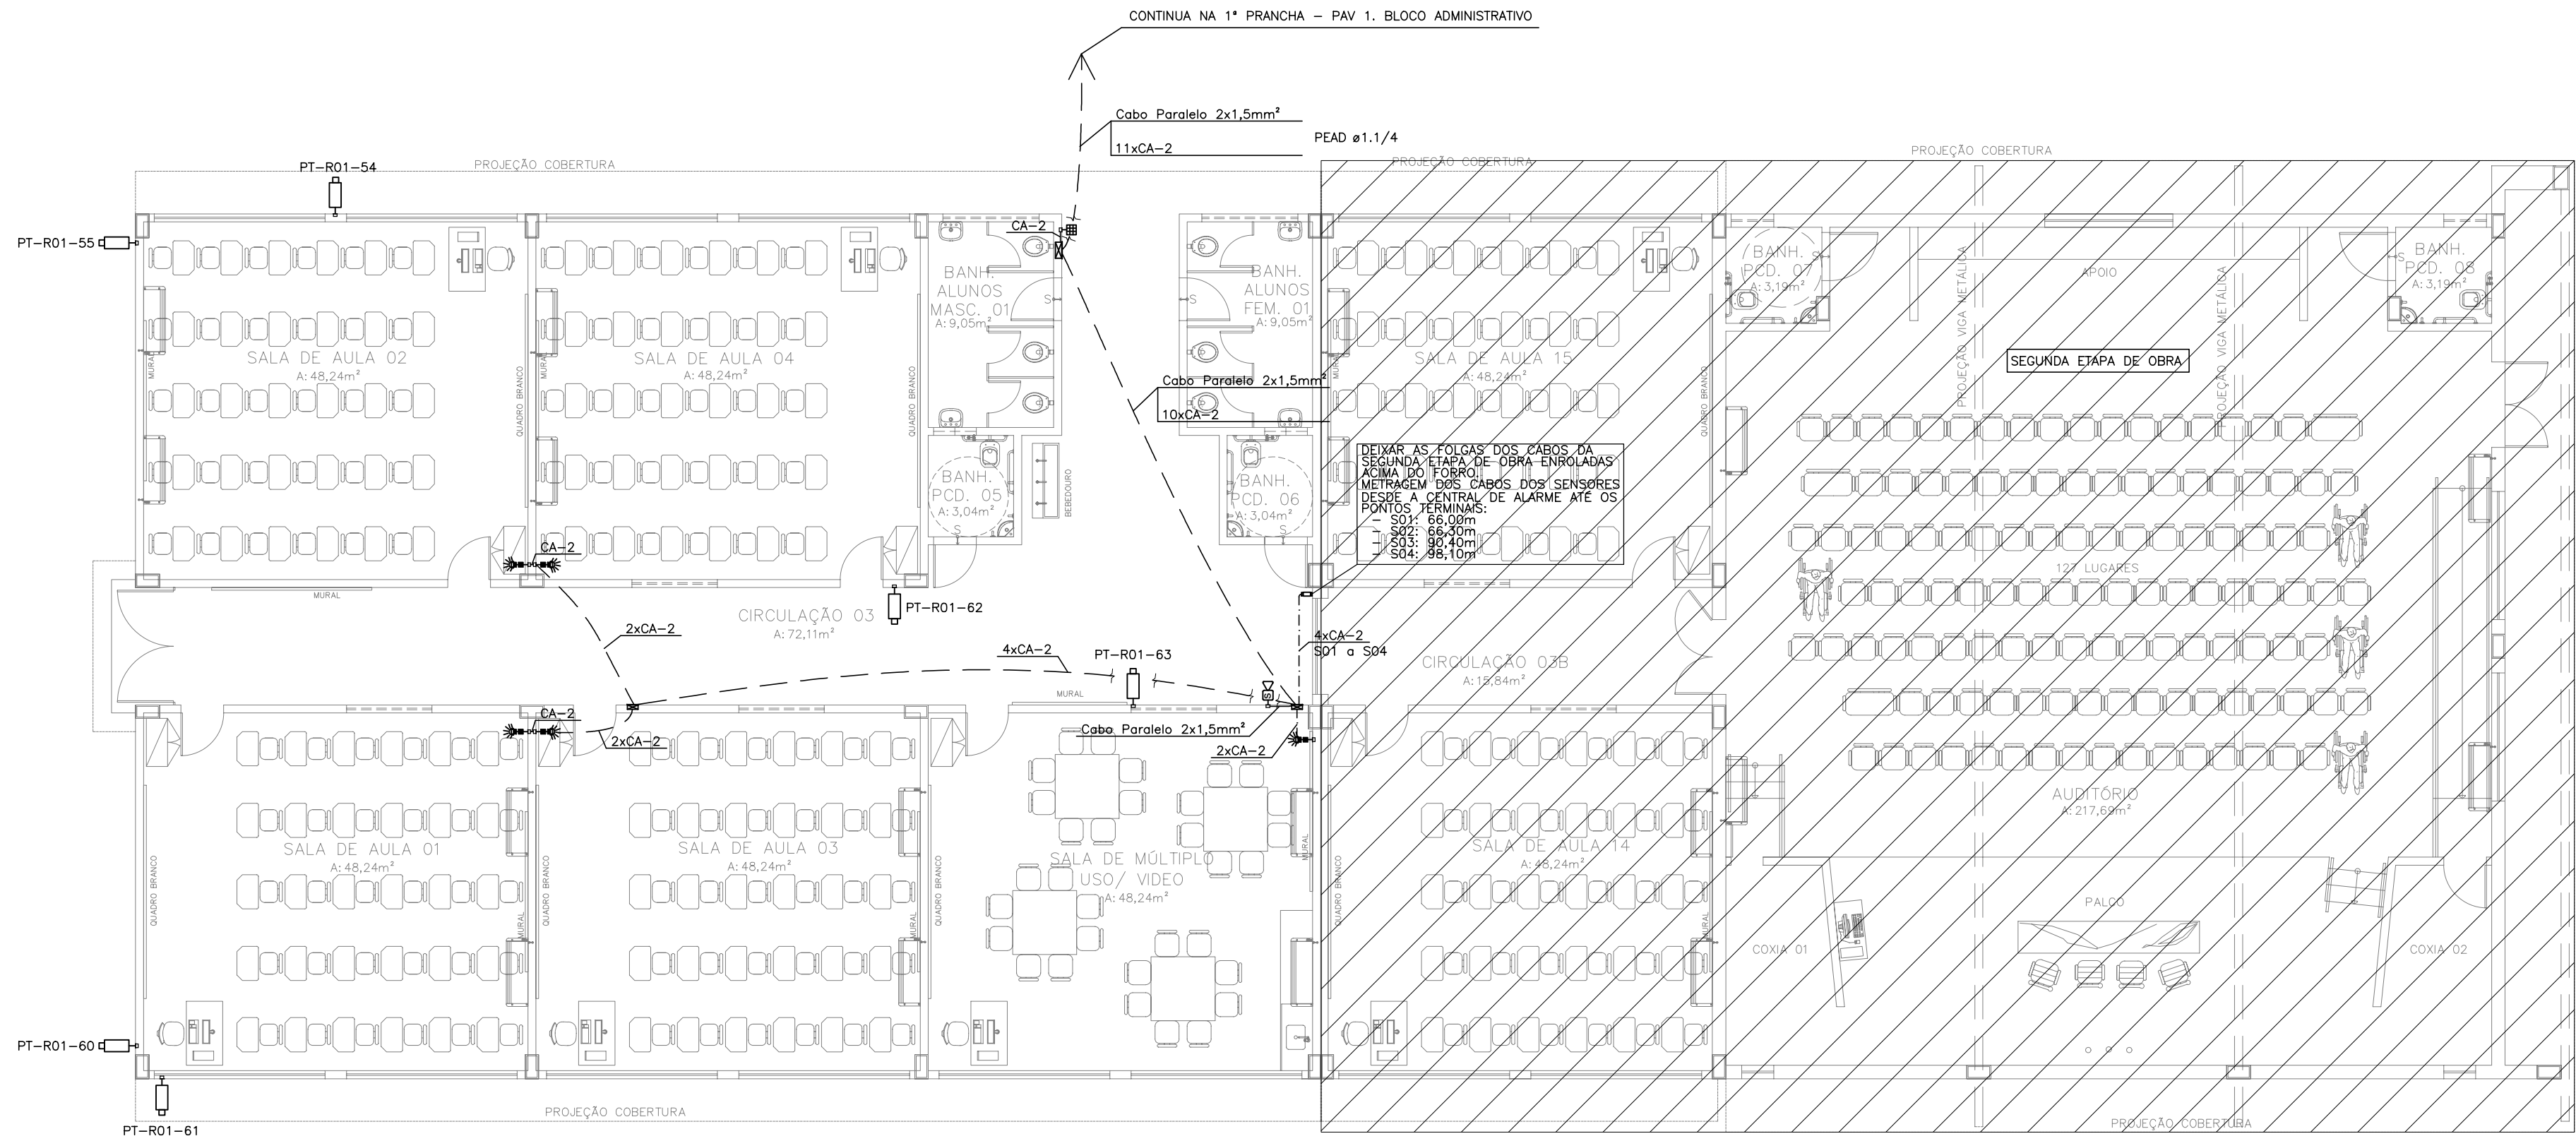 CONTINUA NA 1ª PRANCHA – PAV 1. BLOCO ADMINISTRATIVO
Cabo Paralelo 2x1,5mm²
11xCA-2
PEAD ø1.1/4
PT-R01-54
PROJEÇÃO COBERTURA
PROJEÇÃO COBERTURA
PROJEÇÃO COBERTURA
PT-R01-55
CA-2
BANH.
ALUNOS
MASC. 01
A: 9,05m²
S
S
BANH.
ALUNOS
FEM. 01
A: 9,05m²
BANH.
PCD. 07
A: 3,19m²
S
APOIO
S
BANH.
PCD. 08
A: 3,19m²
PROJEÇÃO VIGA METÁLICA
PROJEÇÃO VIGA METÁLICA
SALA DE AULA 02
A: 48,24m²
MURAL
QUADRO BRANCO
SALA DE AULA 04
A: 48,24m²
MURAL
QUADRO BRANCO
SALA DE AULA 15
A: 48,24m²
MURAL
QUADRO BRANCO
SEGUNDA ETAPA DE OBRA
Cabo Paralelo 2x1,5mm²
10xCA-2
DEIXAR AS FOLGAS DOS CABOS DA
SEGUNDA ETAPA DE OBRA ENROLADAS
ACIMA DO FORRO.
METRAGEM DOS CABOS DOS SENSORES
DESDE A CENTRAL DE ALARME ATÉ OS
PONTOS TERMINAIS:
– S01: 66,00m
– S02: 66,30m
– S03: 90,40m
– S04: 98,10m
BANH.
PCD. 05
A: 3,04m²
S
BEBEDOURO
BANH.
PCD. 06
A: 3,04m²
S
CA-2
127 LUGARES
MURAL
CIRCULAÇÃO 03
A: 72,11m²
PT-R01-62
2xCA-2
4xCA-2
PT-R01-63
4xCA-2
S01 a S04
CIRCULAÇÃO 03B
A: 15,84m²
MURAL
S
CA-2
2xCA-2
Cabo Paralelo 2x1,5mm²
2xCA-2
AUDITÓRIO
A: 217,69m²
SALA DE AULA 01
A: 48,24m²
QUADRO BRANCO
MURAL
SALA DE AULA 03
A: 48,24m²
QUADRO BRANCO
MURAL
SALA DE MÚLTIPLO
USO/ VIDEO
A: 48,24m²
QUADRO BRANCO
MURAL
SALA DE AULA 14
A: 48,24m²
QUADRO BRANCO
MURAL
PALCO
COXIA 01
COXIA 02
PT-R01-60
PROJEÇÃO COBERTURA
PROJEÇÃO COBERTURA
PT-R01-61